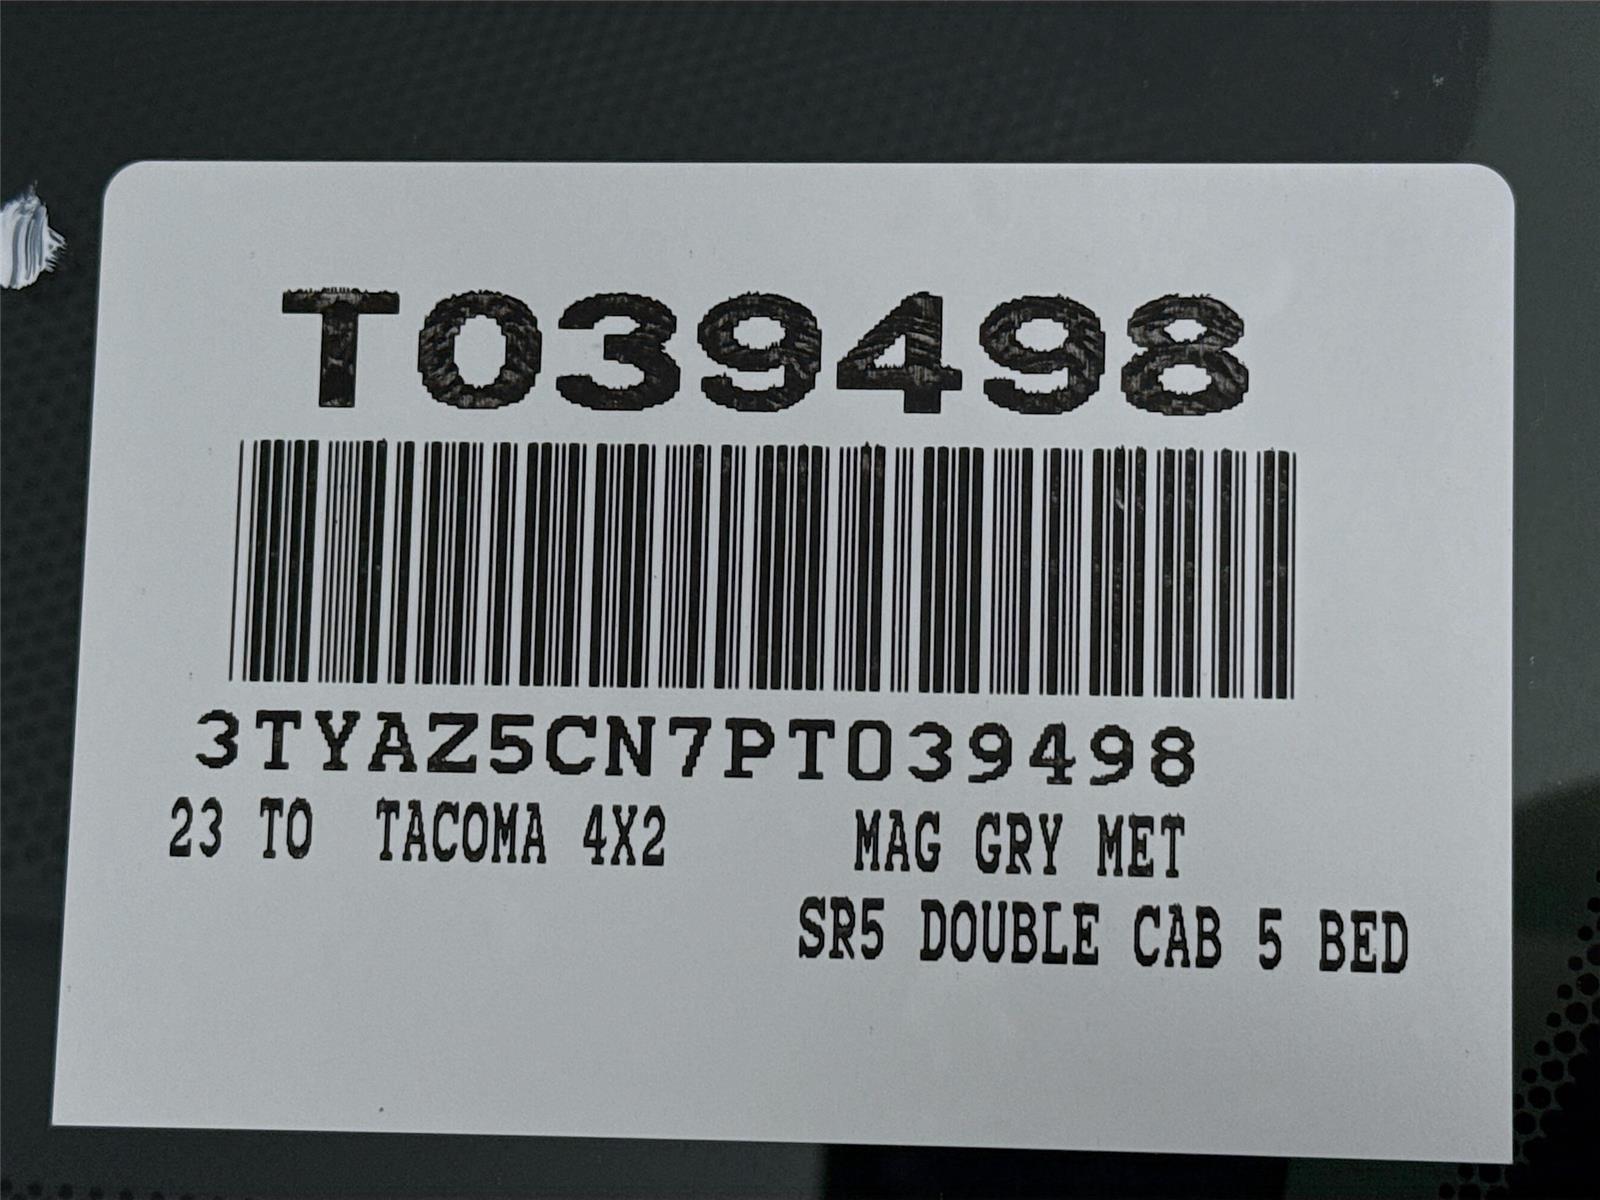 T039498
3TYAZ5CN7PT039498
23 TO TACOMA 4X2 MAG GRY MET
SR5 DOUBLE CAB 5 BED